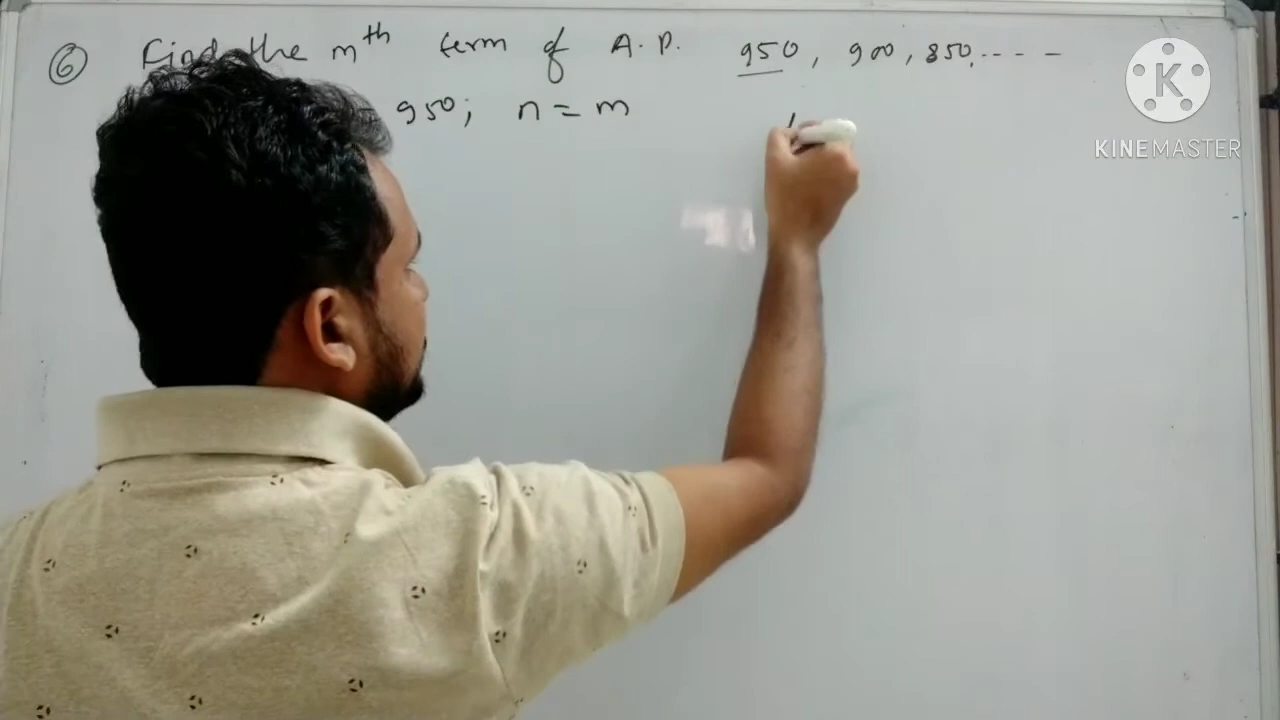 6 Find the mth term of A.P. 950, 900, 850, ----
950; n = m
K
KINEMASTER